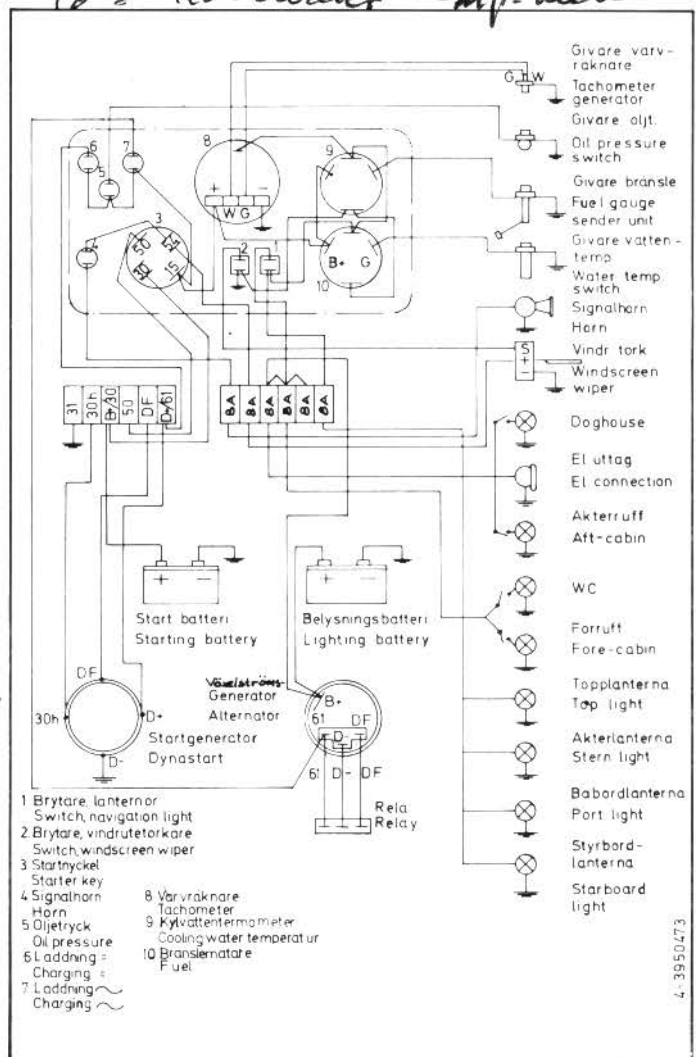 Givare varv-
räknare
G W
Tachometer
generator
Givare oljt.
Oil pressure
switch
Givare bränsle
Fuel gauge
sender unit
Givare vatten-
temp.
Water temp.
switch
Signalhorn
Horn
Vindr tork
Windscreen
wiper
Doghouse
El uttag
El connection
Akterruff
Aft-cabin
WC
Förruff
Fore-cabin
Topplanterna
Top light
Akterlanterna
Stern light
Babordlanterna
Port light
Styrbord-
lanterna
Starboard
light
6
7
5
8
9
+ W G -
3
50
30
15
2
1
B+ G
10
S
+
-
31 30h B+/30 50 DF D+/61
8A 8A 8A 8A 8A 8A
+ -
+ -
Start batteri
Starting battery
Belysningsbatteri
Lighting battery
DF
30h
D+
D-
Startgenerator
Dynastart
Växelströms-
Generator
Alternator
B+
61 DF
D-
61 D- DF
Relä
Relay
1 Brytare, lanternor
Switch, navigation light
2 Brytare, vindrutetorkare
Switch, windscreen wiper
3 Startnyckel
Starter key
4 Signalhorn
Horn
5 Oljetryck
Oil pressure
6 Laddning =
Charging =
7 Laddning ~
Charging ~
8 Varvräknare
Tachometer
9 Kylvattentermometer
Cooling water temperatur
10 Bränslemätare
Fuel
4-3950473